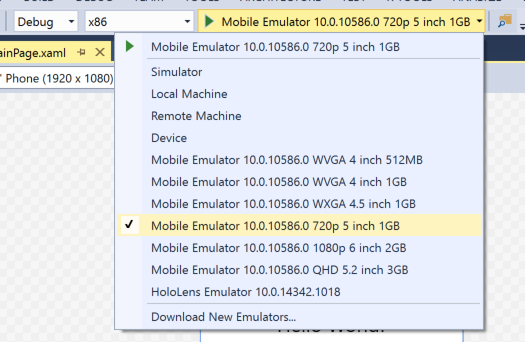 Debug x86 Mobile Emulator 10.0.10586.0 720p 5 inch 1GB
ainPage.xaml
Mobile Emulator 10.0.10586.0 720p 5 inch 1GB
" Phone (1920 x 1080)
Simulator
Local Machine
Remote Machine
Device
Mobile Emulator 10.0.10586.0 WVGA 4 inch 512MB
Mobile Emulator 10.0.10586.0 WVGA 4 inch 1GB
Mobile Emulator 10.0.10586.0 WXGA 4.5 inch 1GB
Mobile Emulator 10.0.10586.0 720p 5 inch 1GB
Mobile Emulator 10.0.10586.0 1080p 6 inch 2GB
Mobile Emulator 10.0.10586.0 QHD 5.2 inch 3GB
HoloLens Emulator 10.0.14342.1018
Download New Emulators...